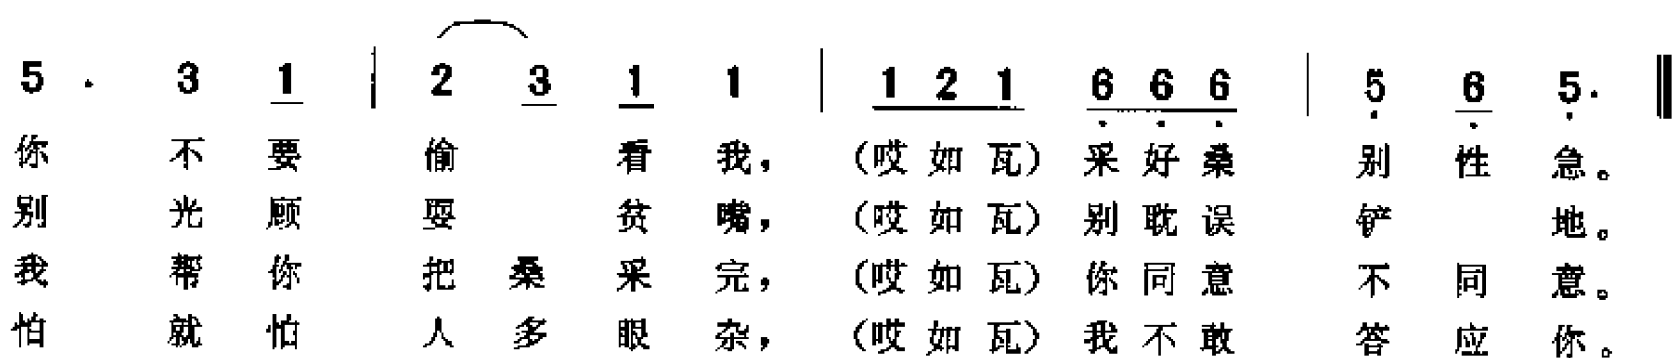 5 . 3 1 | 2 3 1 1 | 1 2 1 6 6 6 | 5 6 5. ‖
你 不 要 偷 看 我，（哎 如 瓦）采 好 桑 别 性 急。
别 光 顾 耍 贫 嘴，（哎 如 瓦）别 耽 误 铲 地。
我 帮 你 把 桑 采 完，（哎 如 瓦）你 同 意 不 同 意。
怕 就 怕 人 多 眼 杂，（哎 如 瓦）我 不 敢 答 应 你。